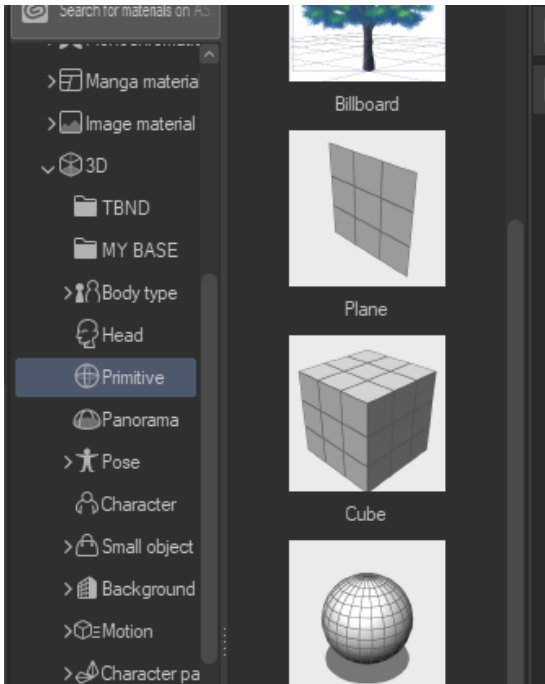 Search for materials on AS
Manga materia
Image material
3D
TBND
MY BASE
Body type
Head
Primitive
Panorama
Pose
Character
Small object
Background
Motion
Character pa
Billboard
Plane
Cube